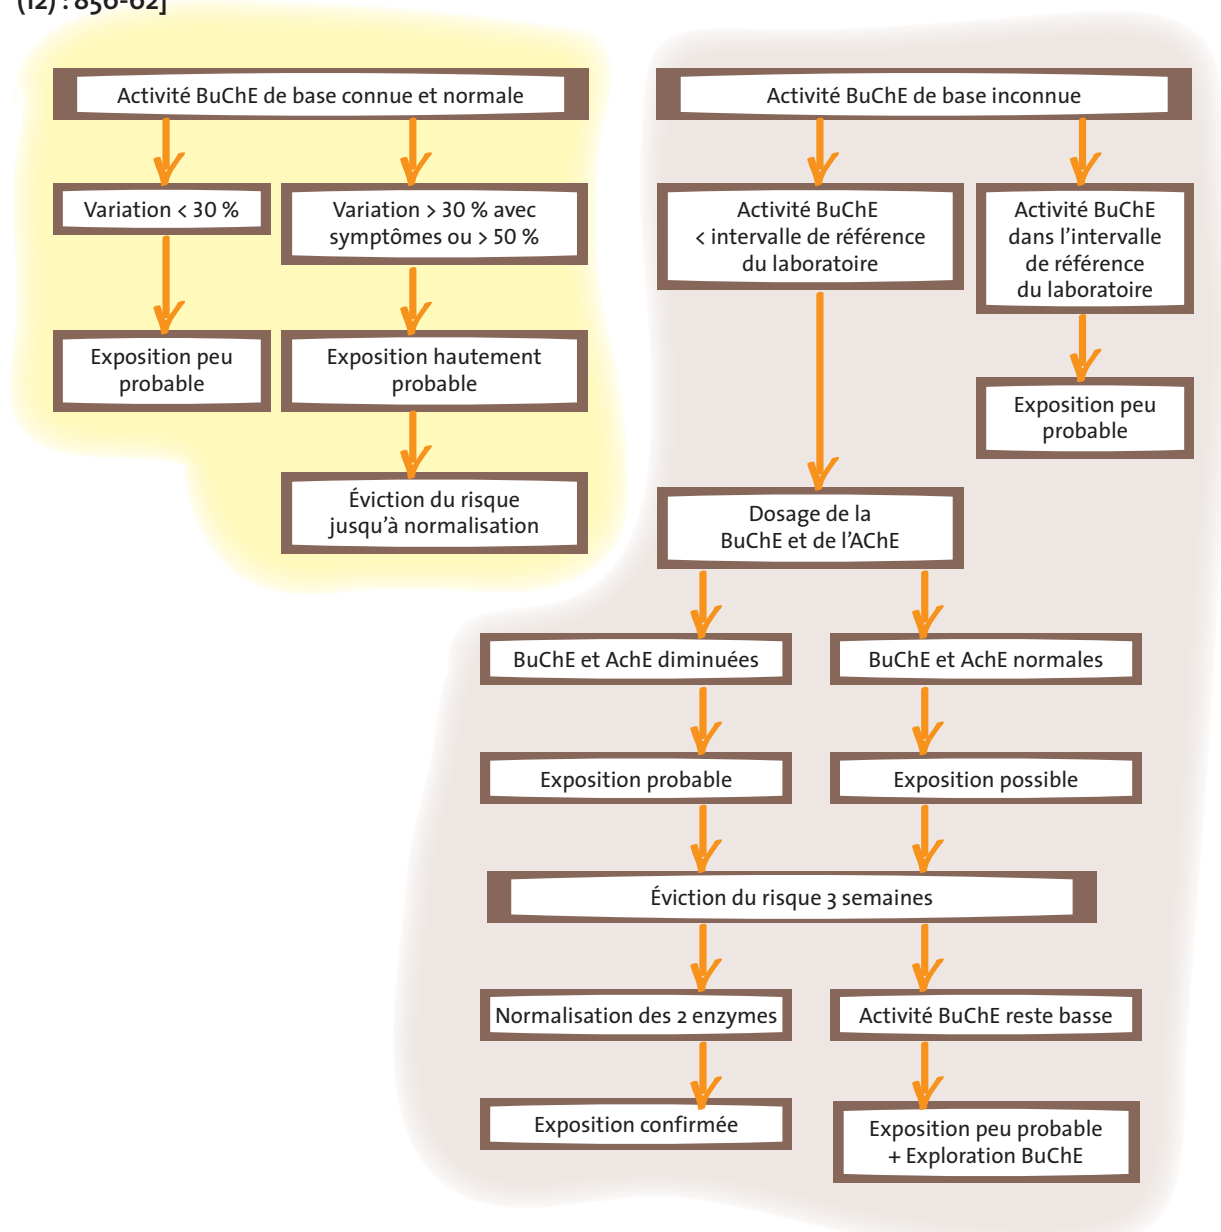 (12) : 856-62]
Activité BuChE de base connue et normale
Variation < 30 %
Variation > 30 % avec
symptômes ou > 50 %
Exposition peu
probable
Exposition hautement
probable
Éviction du risque
jusqu'à normalisation
Activité BuChE de base inconnue
Activité BuChE
< intervalle de référence
du laboratoire
Activité BuChE
dans l'intervalle
de référence
du laboratoire
Exposition peu
probable
Dosage de la
BuChE et de l'AChE
BuChE et AchE diminuées
BuChE et AchE normales
Exposition probable
Exposition possible
Éviction du risque 3 semaines
Normalisation des 2 enzymes
Activité BuChE reste basse
Exposition confirmée
Exposition peu probable
+ Exploration BuChE